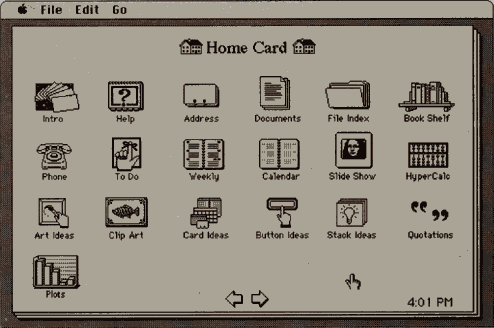 File Edit Go
Home Card
Intro Help Address Documents File Index Book Shelf
Phone To Do Weekly Calendar Slide Show HyperCalc
Art Ideas Clip Art Card Ideas Button Ideas Stack Ideas Quotations
Plots
4:01 PM